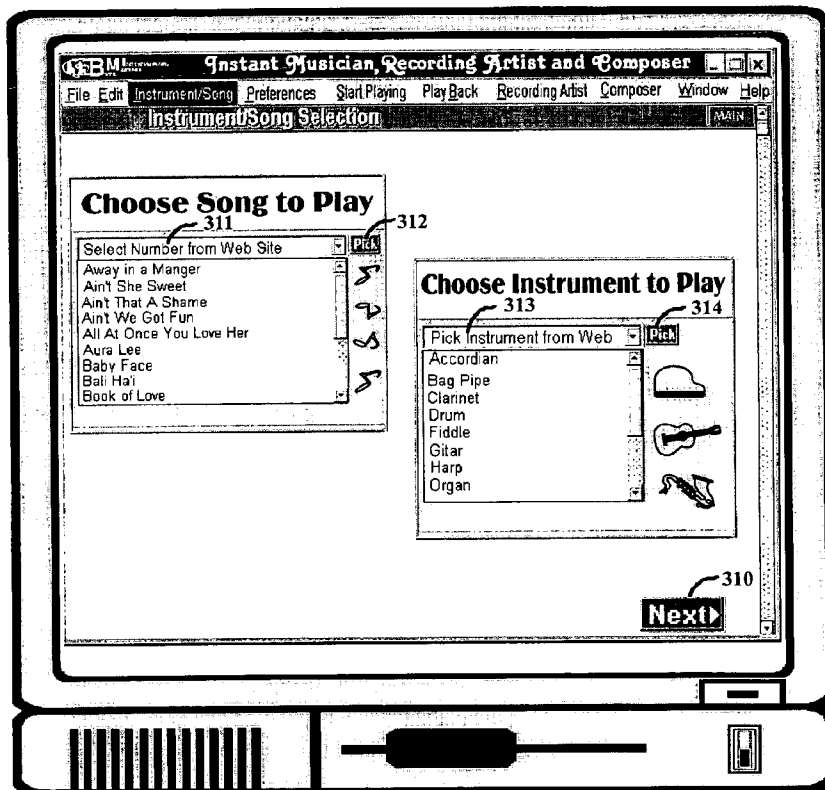 Instant Musician, Recording Artist and Composer
File Edit Instrument/Song Preferences Start Playing Play Back Recording Artist Composer Window Help
Instrument/Song Selection MAIN
Choose Song to Play
311
312
Select Number from Web Site Pick
Away in a Manger
Ain't She Sweet
Ain't That A Shame
Ain't We Got Fun
All At Once You Love Her
Aura Lee
Baby Face
Bali Ha'i
Book of Love
Choose Instrument to Play
313
314
Pick Instrument from Web Pick
Accordian
Bag Pipe
Clarinet
Drum
Fiddle
Gitar
Harp
Organ
310
Next